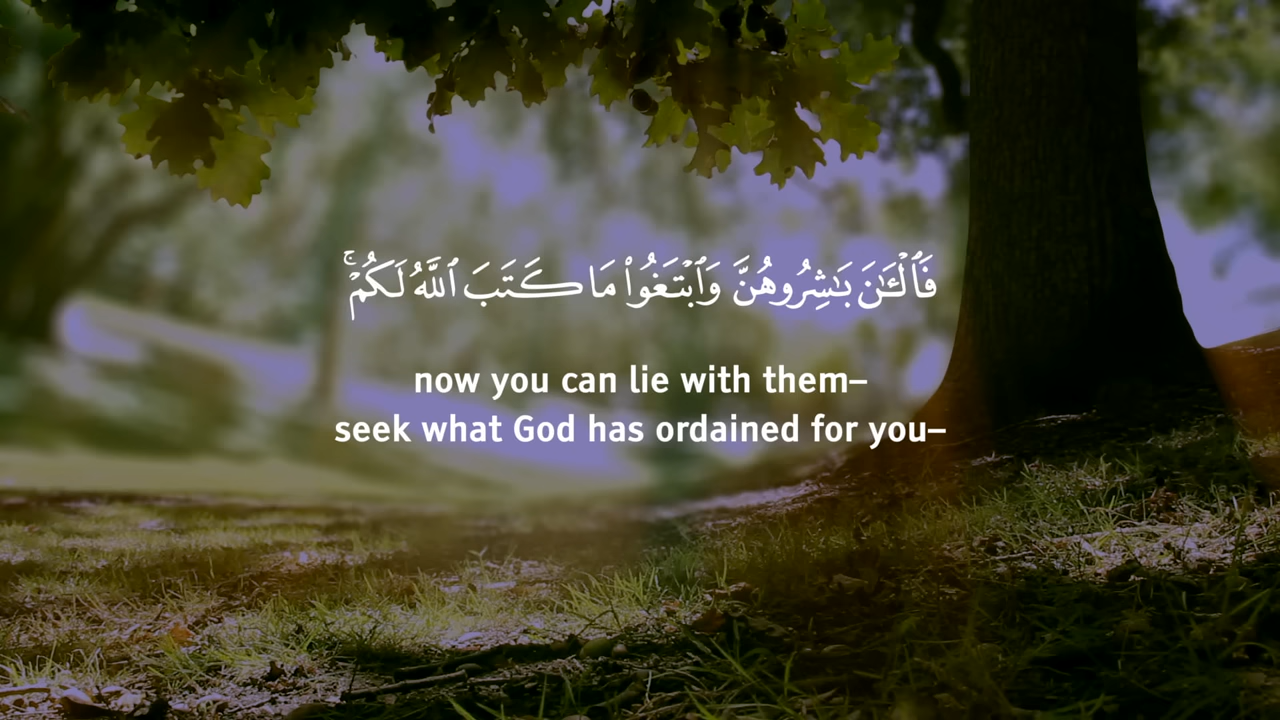 فَٱلْـَٔـٰنَ بَـٰشِرُوهُنَّ وَٱبْتَغُوا۟ مَا كَتَبَ ٱللَّهُ لَكُمْ ۚ
now you can lie with them–
seek what God has ordained for you–